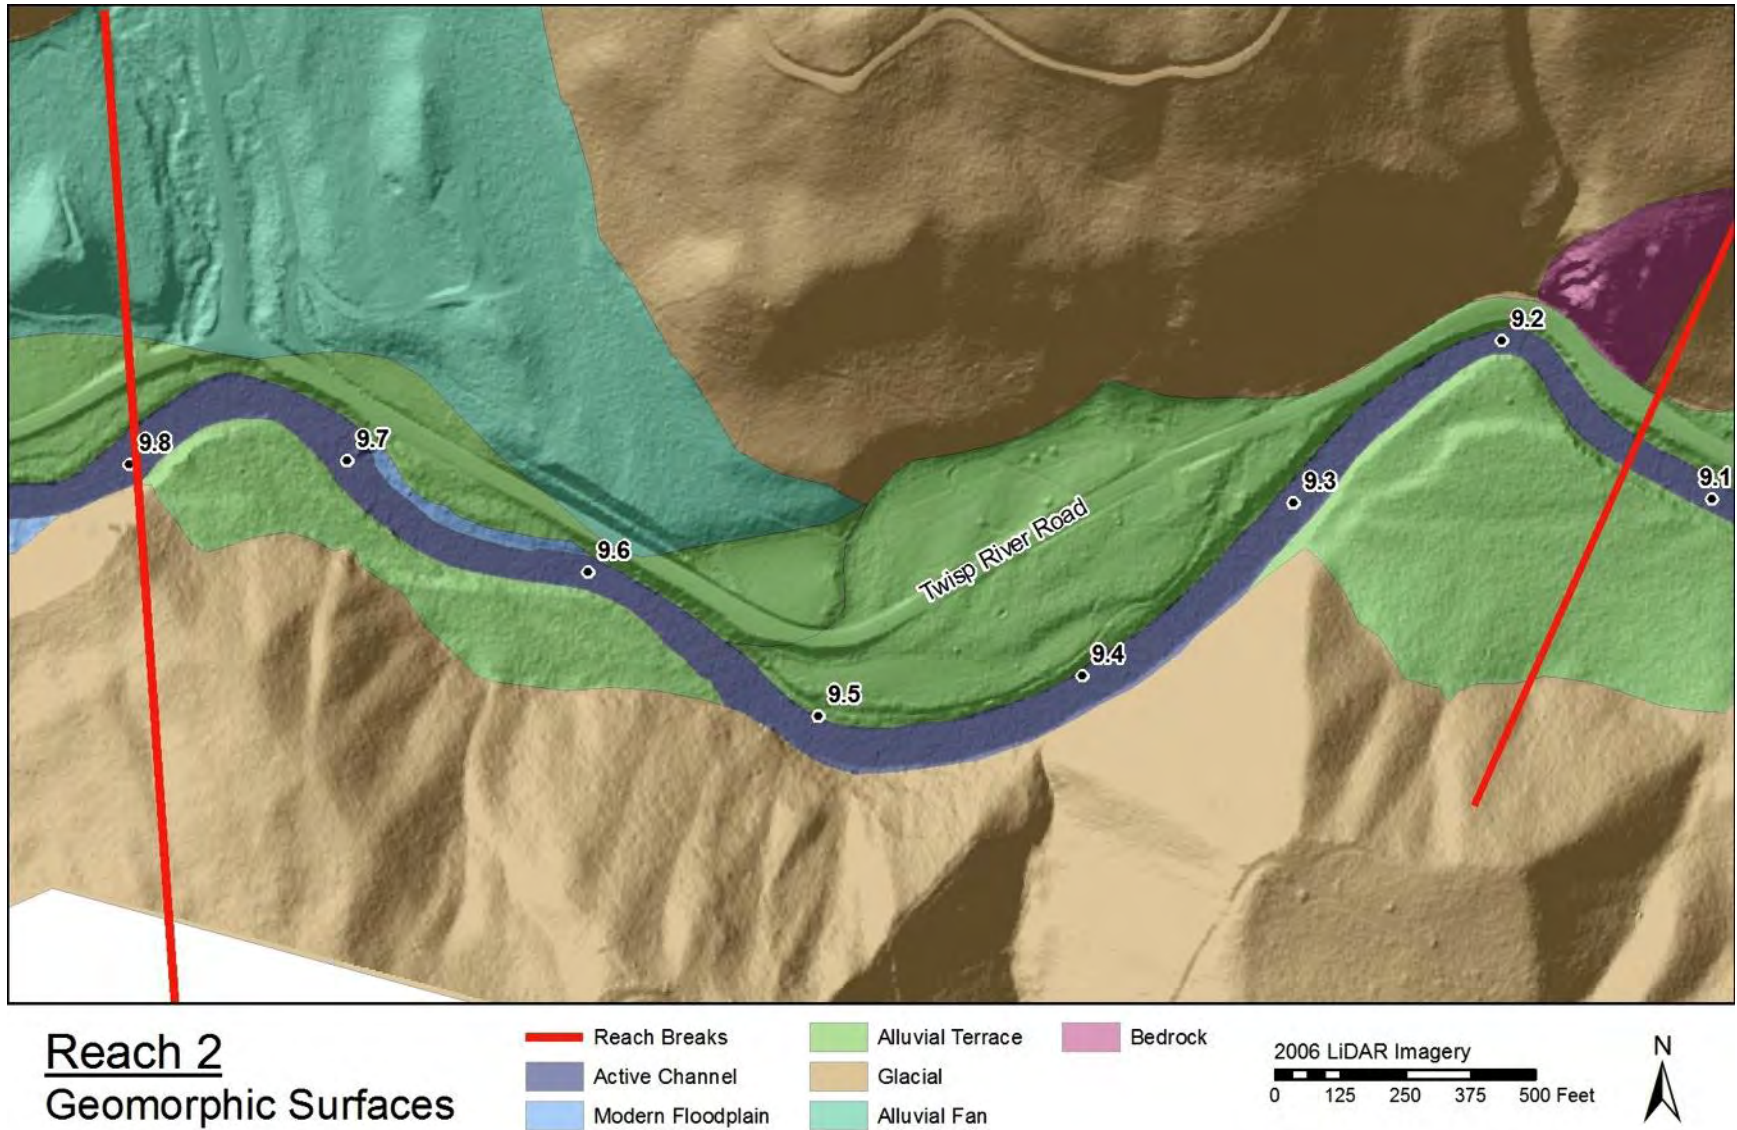 9.2
9.8
9.7
9.3
9.1
Twisp River Road
9.6
9.4
9.5
Reach 2
Geomorphic Surfaces
Reach Breaks
Active Channel
Modern Floodplain
Alluvial Terrace
Glacial
Alluvial Fan
Bedrock
2006 LiDAR Imagery
0 125 250 375 500 Feet
N